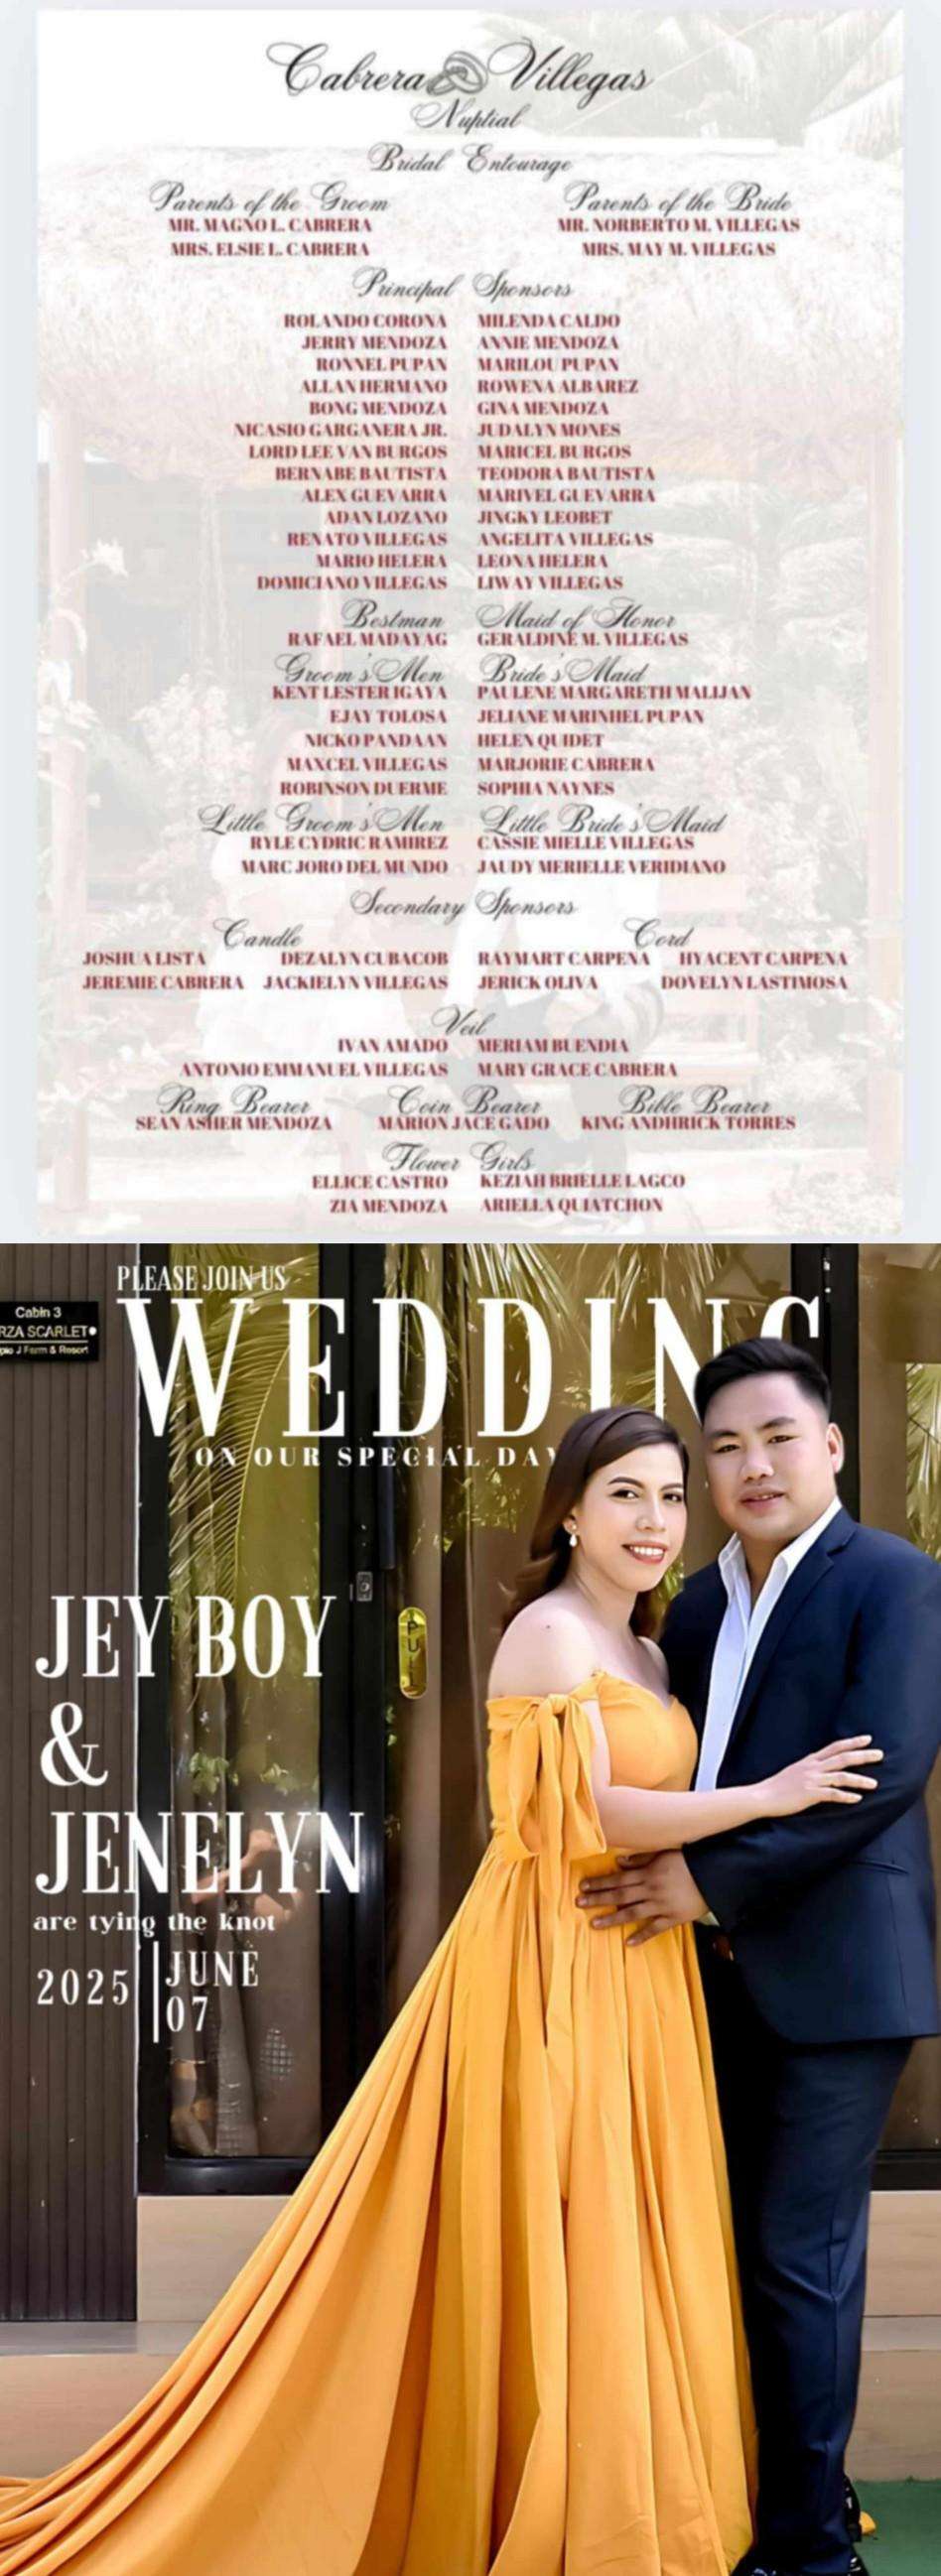 Cabrera Villegas
Nuptial
Bridal Entourage
Parents of the Groom
MR. MAGNO L. CABRERA
MRS. ELSIE L. CABRERA
Parents of the Bride
MR. NORBERTO M. VILLEGAS
MRS. MAY M. VILLEGAS
Principal Sponsors
ROLANDO CORONA MILENDA CALDO
JERRY MENDOZA ANNIE MENDOZA
RONNEL PUPAN MARILOU PUPAN
ALLAN HERMANO ROWENA ALBAREZ
BONG MENDOZA GINA MENDOZA
NICASIO GARGANERA JR. JUDALYN MONES
LORD LEE VAN BURGOS MARICEL BURGOS
BERNABE BAUTISTA TEODORA BAUTISTA
ALEX GUEVARRA MARIVEL GUEVARRA
ADAN LOZANO JINGKY LEOBET
RENATO VILLEGAS ANGELITA VILLEGAS
MARIO HELERA LEONA HELERA
DOMICIANO VILLEGAS LIWAY VILLEGAS
Bestman Maid of Honor
RAFAEL MADAYAG GERALDINE M. VILLEGAS
Groom's Men Bride's Maid
KENT LESTER IGAYA PAULENE MARGARETH MALIJAN
EJAY TOLOSA JELIANE MARINHEL PUPAN
NICKO PANDAAN HELEN QUIDET
MAXCEL VILLEGAS MARJORIE CABRERA
ROBINSON DUERME SOPHIA NAYNES
Little Groom's Men Little Bride's Maid
RYLE CYDRIC RAMIREZ CASSIE MIELLE VILLEGAS
MARC JORO DEL MUNDO JAUDY MERIELLE VERIDIANO
Secondary Sponsors
Candle Cord
JOSHUA LISTA DEZALYN CUBACOB RAYMART CARPENA HYACENT CARPENA
JEREMIE CABRERA JACKIELYN VILLEGAS JERICK OLIVA DOVELYN LASTIMOSA
Veil
IVAN AMADO MERIAM BUENDIA
ANTONIO EMMANUEL VILLEGAS MARY GRACE CABRERA
Ring Bearer Coin Bearer Bible Bearer
SEAN ASHER MENDOZA MARION JACE GADO KING ANDHRICK TORRES
Flower Girls
ELLICE CASTRO KEZIAH BRIELLE LAGCO
ZIA MENDOZA ARIELLA QUIATCHON
PLEASE JOIN US
WEDDING
ON OUR SPECIAL DAY
Cabin 3
RZA SCARLET
pio J Farm & Resort
JEY BOY
&
JENELYN
are tying the knot
2025 JUNE
07
PULL